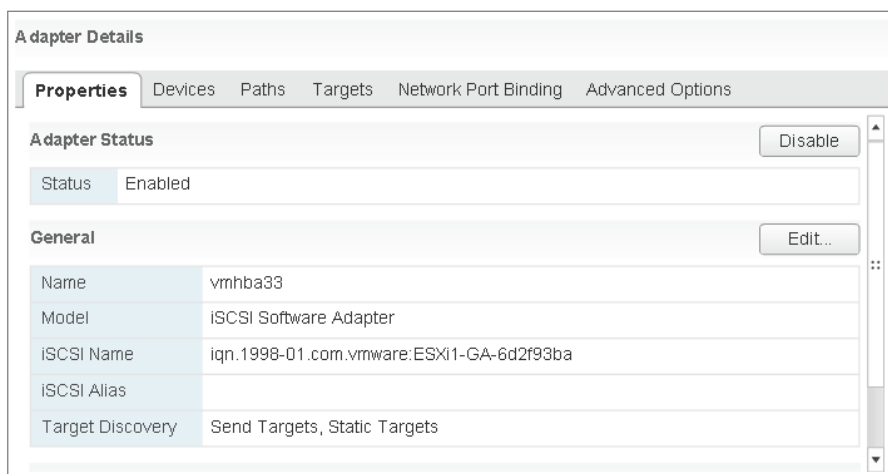 Adapter Details
Properties Devices Paths Targets Network Port Binding Advanced Options
Adapter Status Disable
Status Enabled
General Edit...
Name vmhba33
Model iSCSI Software Adapter
iSCSI Name iqn.1998-01.com.vmware:ESXi1-GA-6d2f93ba
iSCSI Alias
Target Discovery Send Targets, Static Targets